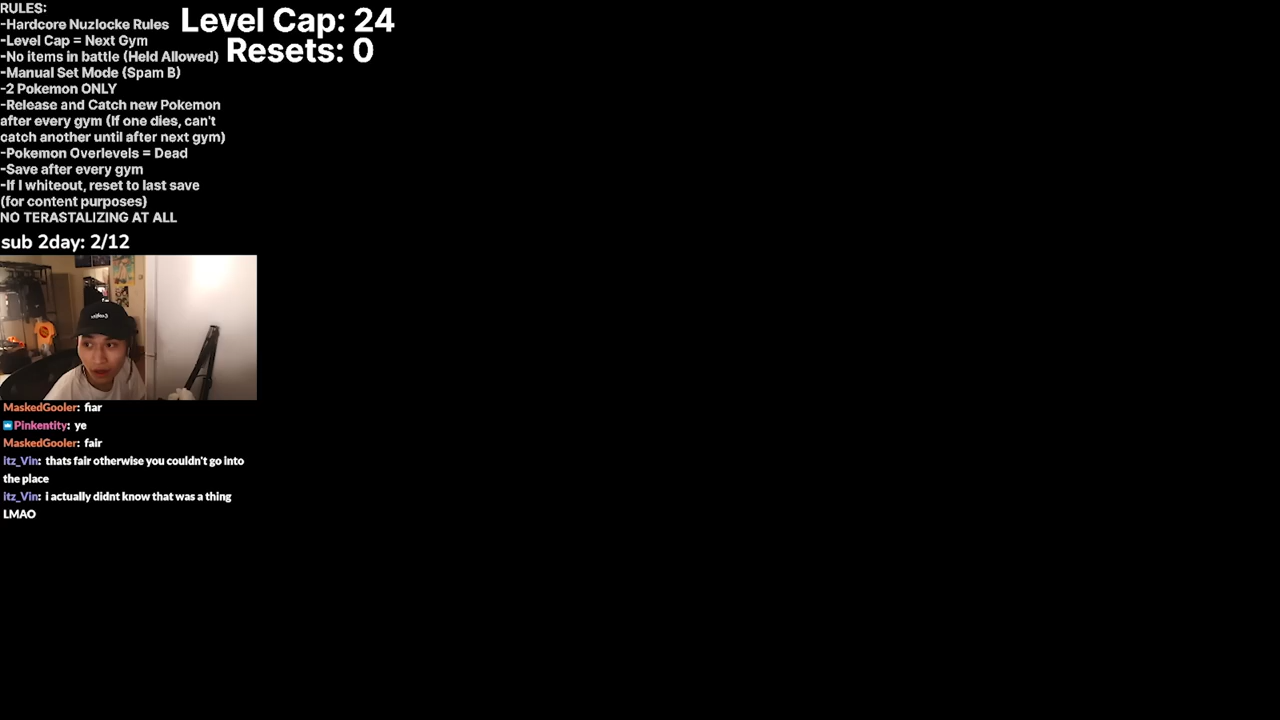 RULES:
-Hardcore Nuzlocke Rules
-Level Cap = Next Gym
-No items in battle (Held Allowed)
-Manual Set Mode (Spam B)
-2 Pokemon ONLY
-Release and Catch new Pokemon
after every gym (If one dies, can't
catch another until after next gym)
-Pokemon Overlevels = Dead
-Save after every gym
-If I whiteout, reset to last save
(for content purposes)
NO TERASTALIZING AT ALL
Level Cap: 24
Resets: 0
sub 2day: 2/12
MaskedGooler: fiar
Pinkentity: ye
MaskedGooler: fair
itz_Vin: thats fair otherwise you couldn't go into
the place
itz_Vin: i actually didnt know that was a thing
LMAO